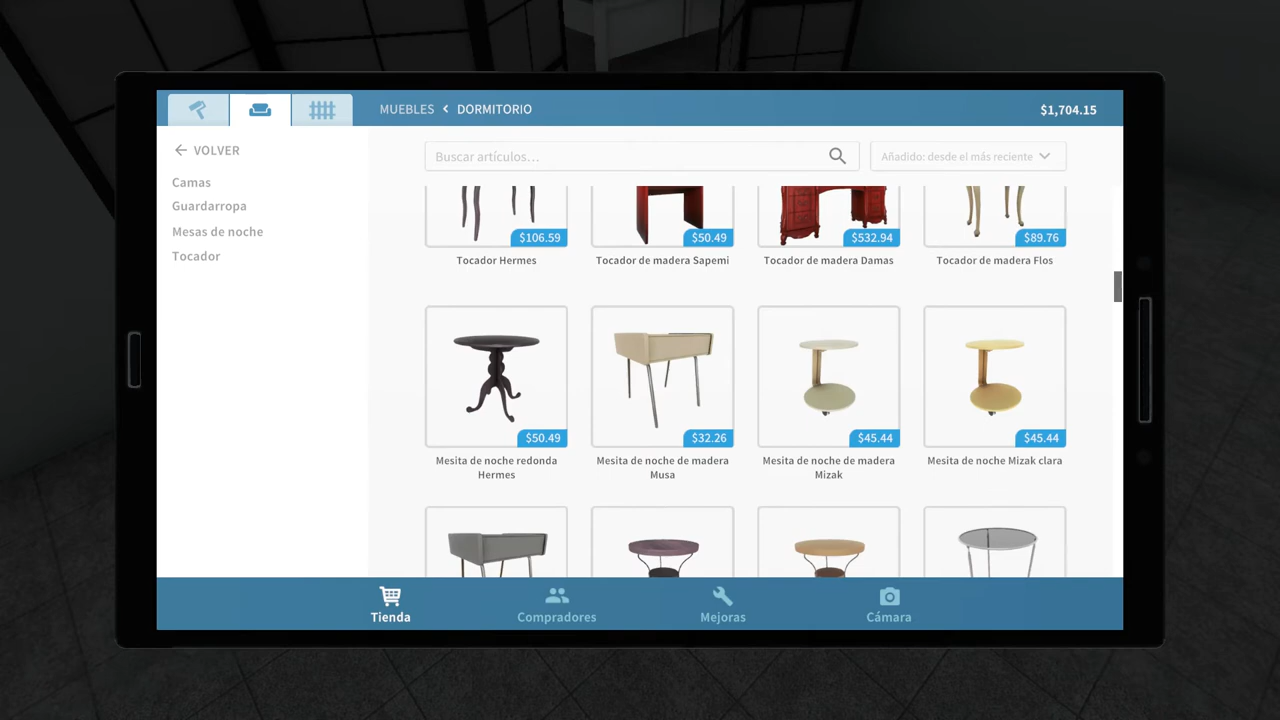 MUEBLES < DORMITORIO
$1,704.15
VOLVER
Buscar artículos...
Añadido: desde el más reciente
Camas
Guardarropa
Mesas de noche
Tocador
$106.59
$50.49
$532.94
$89.76
Tocador Hermes
Tocador de madera Sapemi
Tocador de madera Damas
Tocador de madera Flos
$50.49
$32.26
$45.44
$45.44
Mesita de noche redonda
Hermes
Mesita de noche de madera
Musa
Mesita de noche de madera
Mizak
Mesita de noche Mizak clara
Tienda
Compradores
Mejoras
Cámara